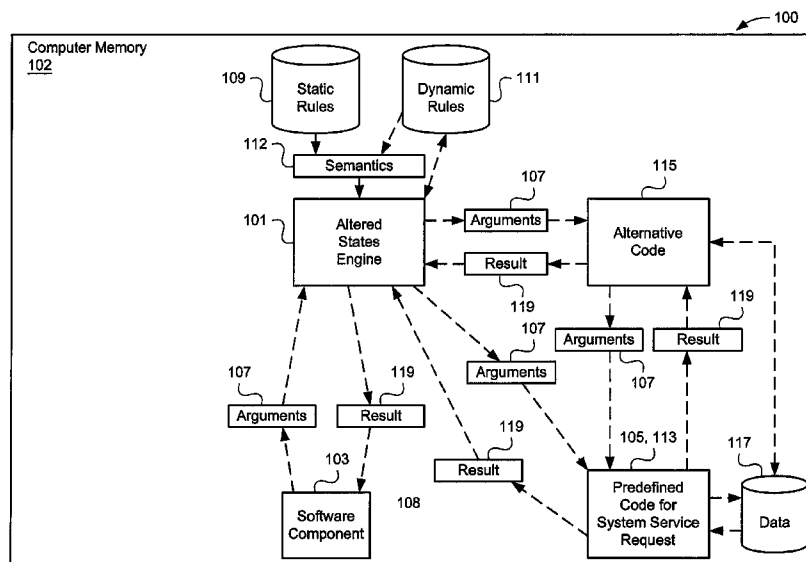 100
Computer Memory
102
109
Static
Rules
Dynamic
Rules
111
112
Semantics
101
Altered
States
Engine
107
Arguments
Result
119
115
Alternative
Code
107
Arguments
Arguments
107
119
Result
107
Arguments
119
Result
119
Result
103
Software
Component
108
105, 113
Predefined
Code for
System Service
Request
117
Data